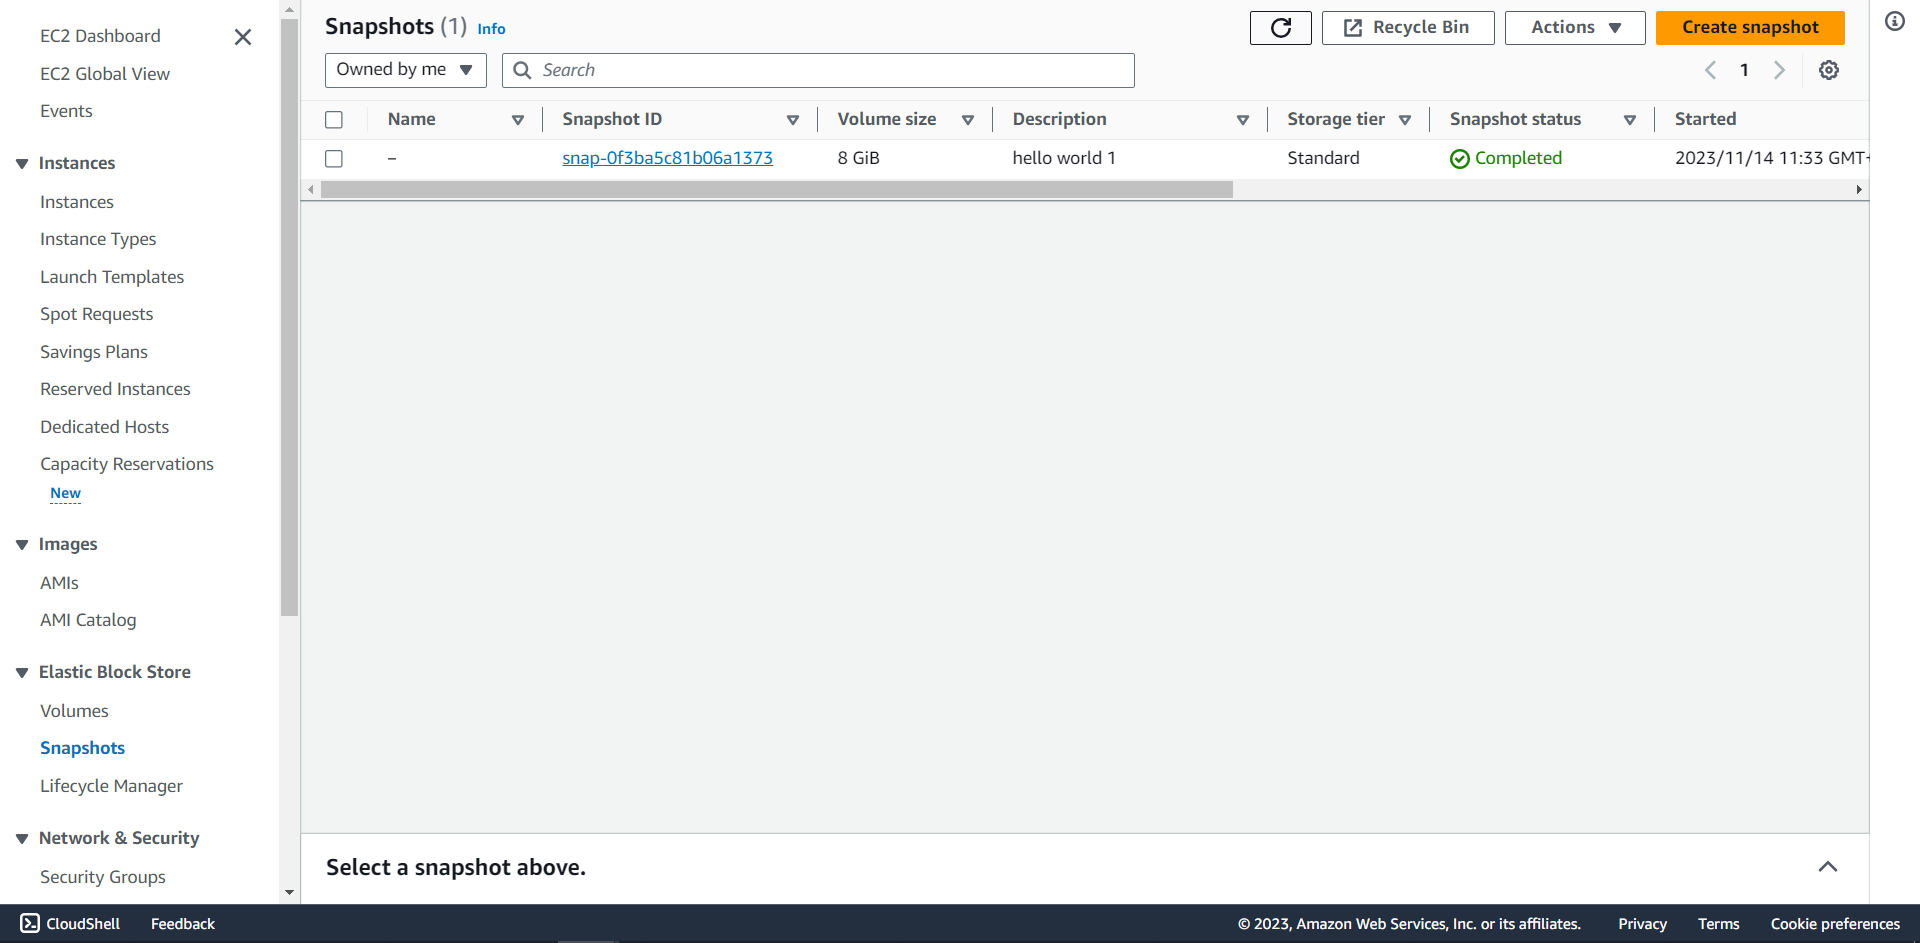 EC2 Dashboard
EC2 Global View
Events
Instances
Instances
Instance Types
Launch Templates
Spot Requests
Savings Plans
Reserved Instances
Dedicated Hosts
Capacity Reservations
New
Images
AMIs
AMI Catalog
Elastic Block Store
Volumes
Snapshots
Lifecycle Manager
Network & Security
Security Groups
Snapshots (1) Info
Recycle Bin
Actions
Create snapshot
Owned by me
Search
1
Name Snapshot ID Volume size Description Storage tier Snapshot status Started
– snap-0f3ba5c81b06a1373 8 GiB hello world 1 Standard Completed 2023/11/14 11:33 GMT+
Select a snapshot above.
CloudShell Feedback © 2023, Amazon Web Services, Inc. or its affiliates. Privacy Terms Cookie preferences